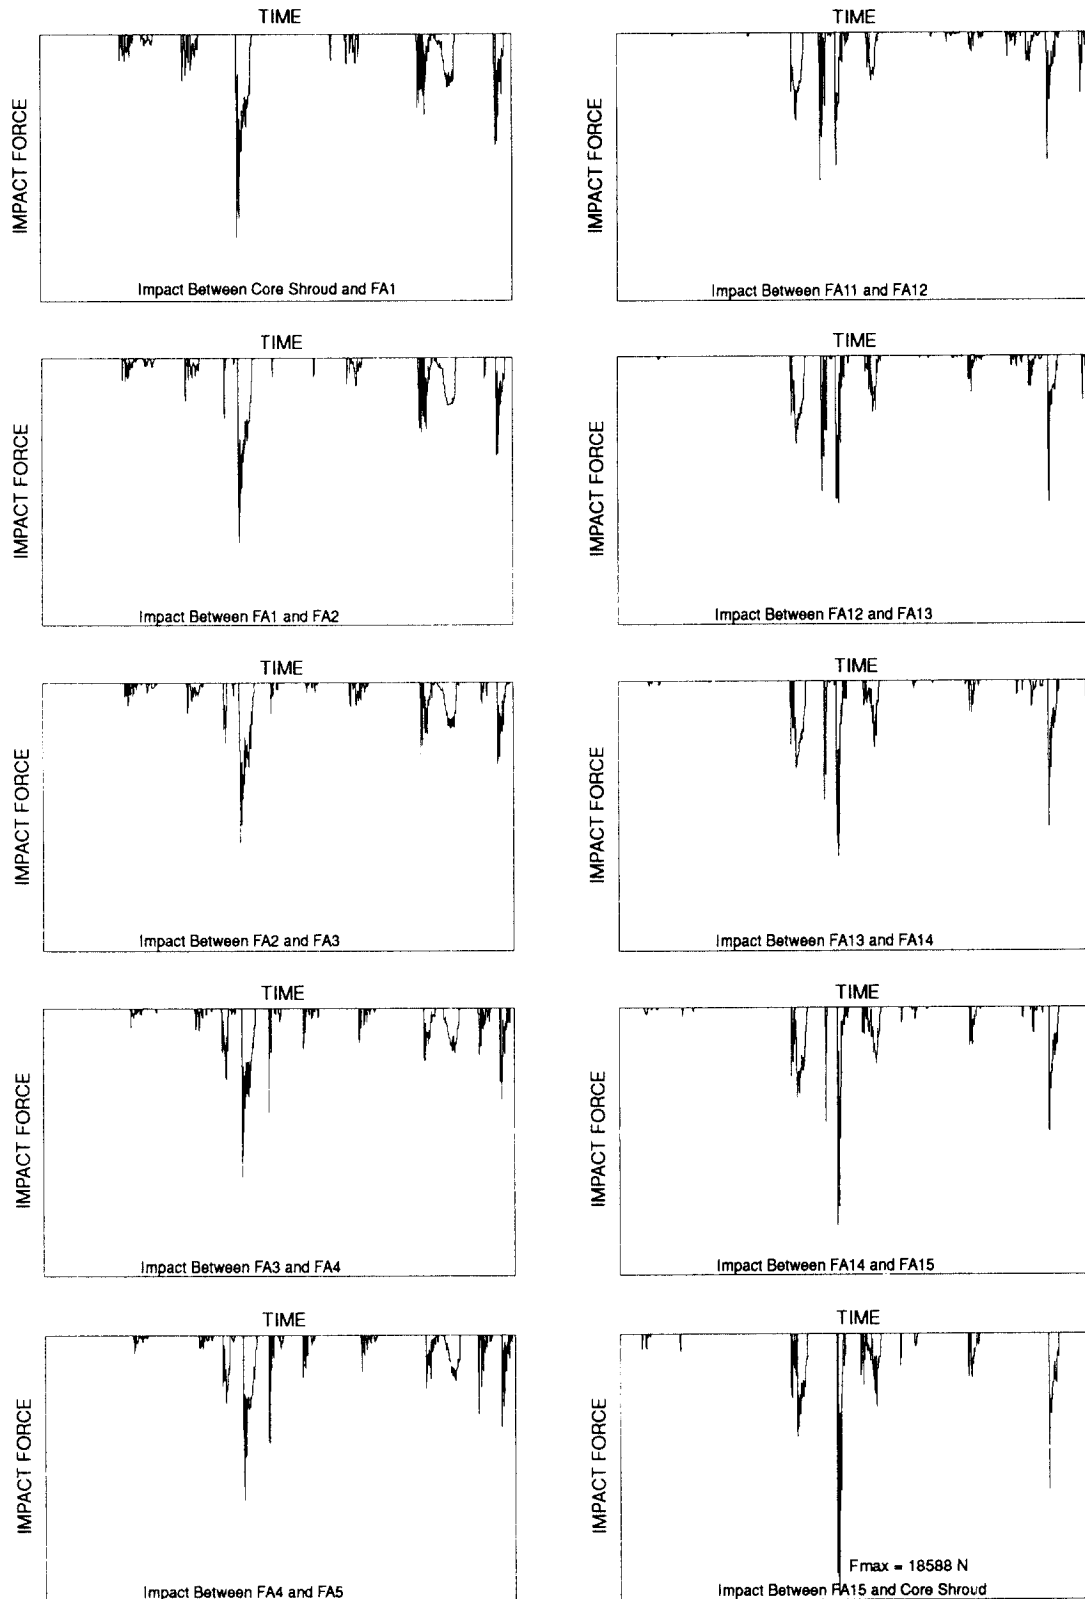 TIME
IMPACT FORCE
Impact Between Core Shroud and FA1
TIME
IMPACT FORCE
Impact Between FA1 and FA2
TIME
IMPACT FORCE
Impact Between FA2 and FA3
TIME
IMPACT FORCE
Impact Between FA3 and FA4
TIME
IMPACT FORCE
Impact Between FA4 and FA5
TIME
IMPACT FORCE
Impact Between FA11 and FA12
TIME
IMPACT FORCE
Impact Between FA12 and FA13
TIME
IMPACT FORCE
Impact Between FA13 and FA14
TIME
IMPACT FORCE
Impact Between FA14 and FA15
TIME
IMPACT FORCE
Fmax = 18588 N
Impact Between FA15 and Core Shroud